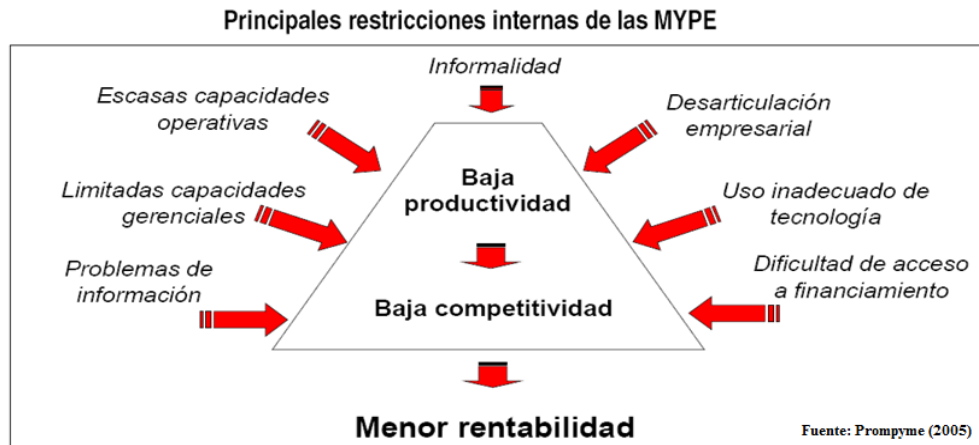 Principales restricciones internas de las MYPE
Informalidad
Escasas capacidades
operativas
Desarticulación
empresarial
Limitadas capacidades
gerenciales
Baja
productividad
Uso inadecuado de
tecnología
Problemas de
información
Baja competitividad
Dificultad de acceso
a financiamiento
Menor rentabilidad
Fuente: Prompyme (2005)